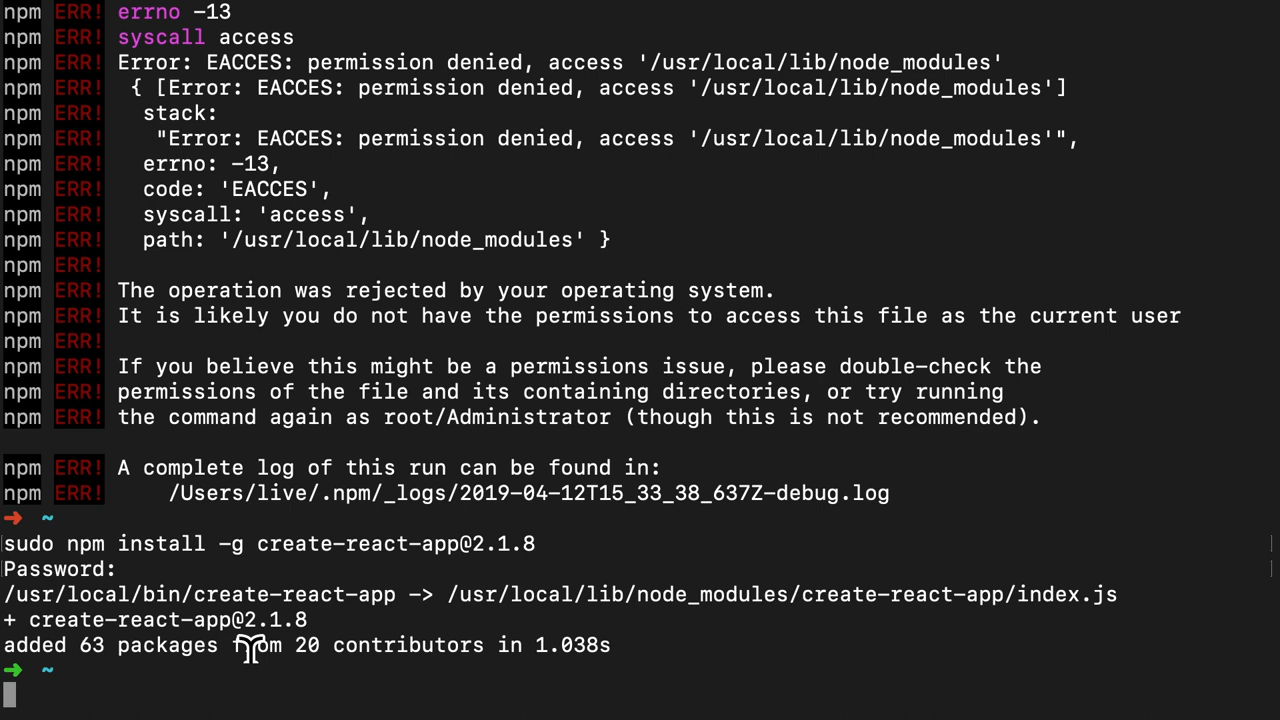 npm ERR! errno -13
npm ERR! syscall access
npm ERR! Error: EACCES: permission denied, access '/usr/local/lib/node_modules'
npm ERR!  { [Error: EACCES: permission denied, access '/usr/local/lib/node_modules']
npm ERR!   stack:
npm ERR!    "Error: EACCES: permission denied, access '/usr/local/lib/node_modules'",
npm ERR!   errno: -13,
npm ERR!   code: 'EACCES',
npm ERR!   syscall: 'access',
npm ERR!   path: '/usr/local/lib/node_modules' }
npm ERR!
npm ERR! The operation was rejected by your operating system.
npm ERR! It is likely you do not have the permissions to access this file as the current user
npm ERR!
npm ERR! If you believe this might be a permissions issue, please double-check the
npm ERR! permissions of the file and its containing directories, or try running
npm ERR! the command again as root/Administrator (though this is not recommended).
npm ERR! A complete log of this run can be found in:
npm ERR!     /Users/live/.npm/_logs/2019-04-12T15_33_38_637Z-debug.log
➜ ~
sudo npm install -g create-react-app@2.1.8
Password:
/usr/local/bin/create-react-app -> /usr/local/lib/node_modules/create-react-app/index.js
+ create-react-app@2.1.8
added 63 packages from 20 contributors in 1.038s
➜ ~